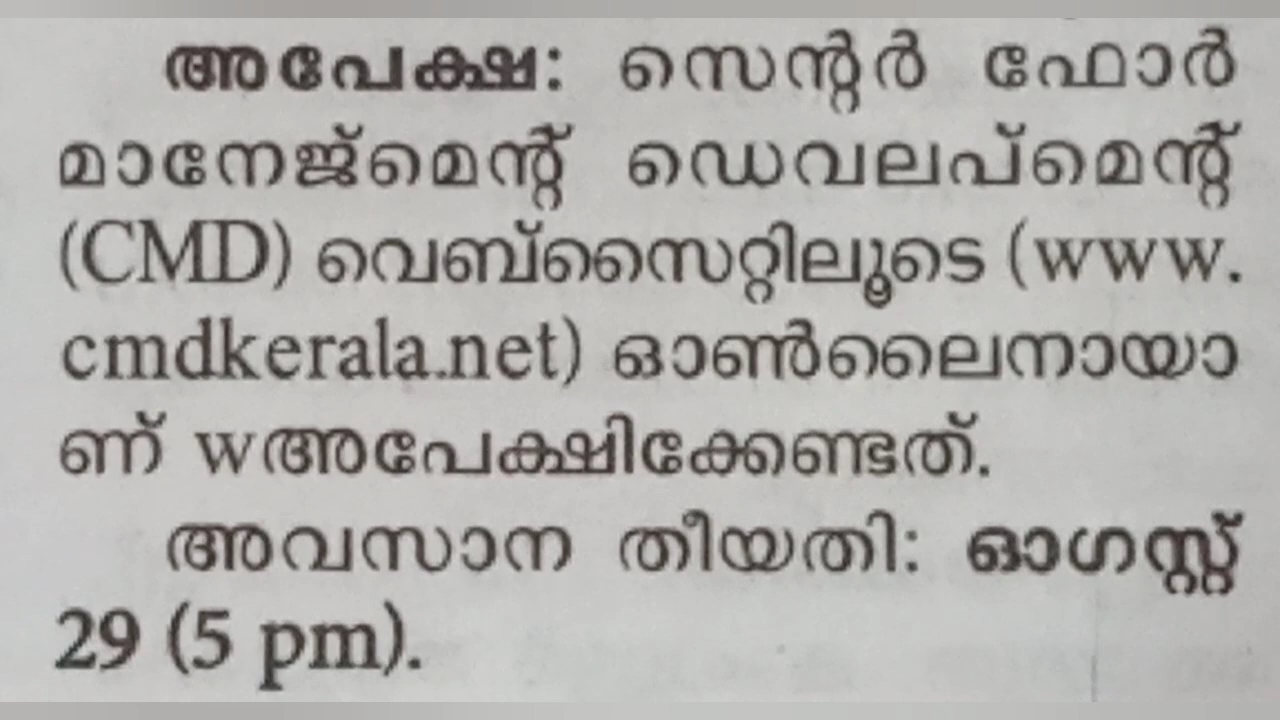 അപേക്ഷ: സെന്റർ ഫോർ
മാനേജ്മെന്റ് ഡെവലപ്മെന്റ്
(CMD) വെബ്സൈറ്റിലൂടെ (www.
cmdkerala.net) ഓൺലൈനായാ
ണ് wഅപേക്ഷിക്കേണ്ടത്.
അവസാന തീയതി: ഓഗസ്റ്റ്
29 (5 pm).